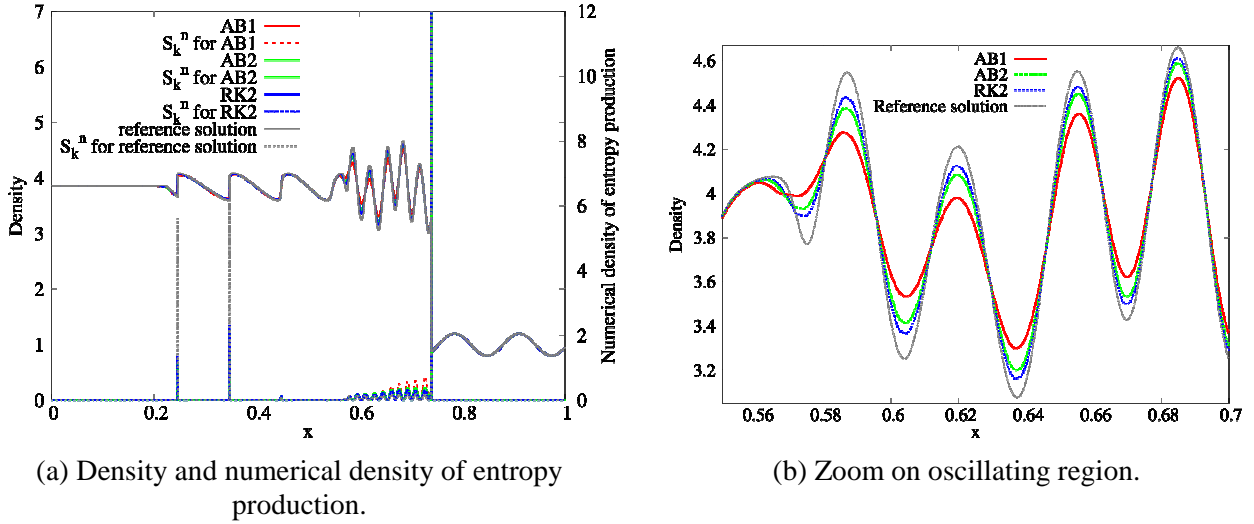 7
6
5
4
3
2
1
0
Density
AB1
S_k^n for AB1
AB2
S_k^n for AB2
RK2
S_k^n for RK2
reference solution
S_k^n for reference solution
12
10
8
6
4
2
0
Numerical density of entropy production
0 0.2 0.4 0.6 0.8 1
x
(a) Density and numerical density of entropy
production.
4.6
4.4
4.2
4
3.8
3.6
3.4
3.2
Density
AB1
AB2
RK2
Reference solution
0.56 0.58 0.6 0.62 0.64 0.66 0.68 0.7
x
(b) Zoom on oscillating region.